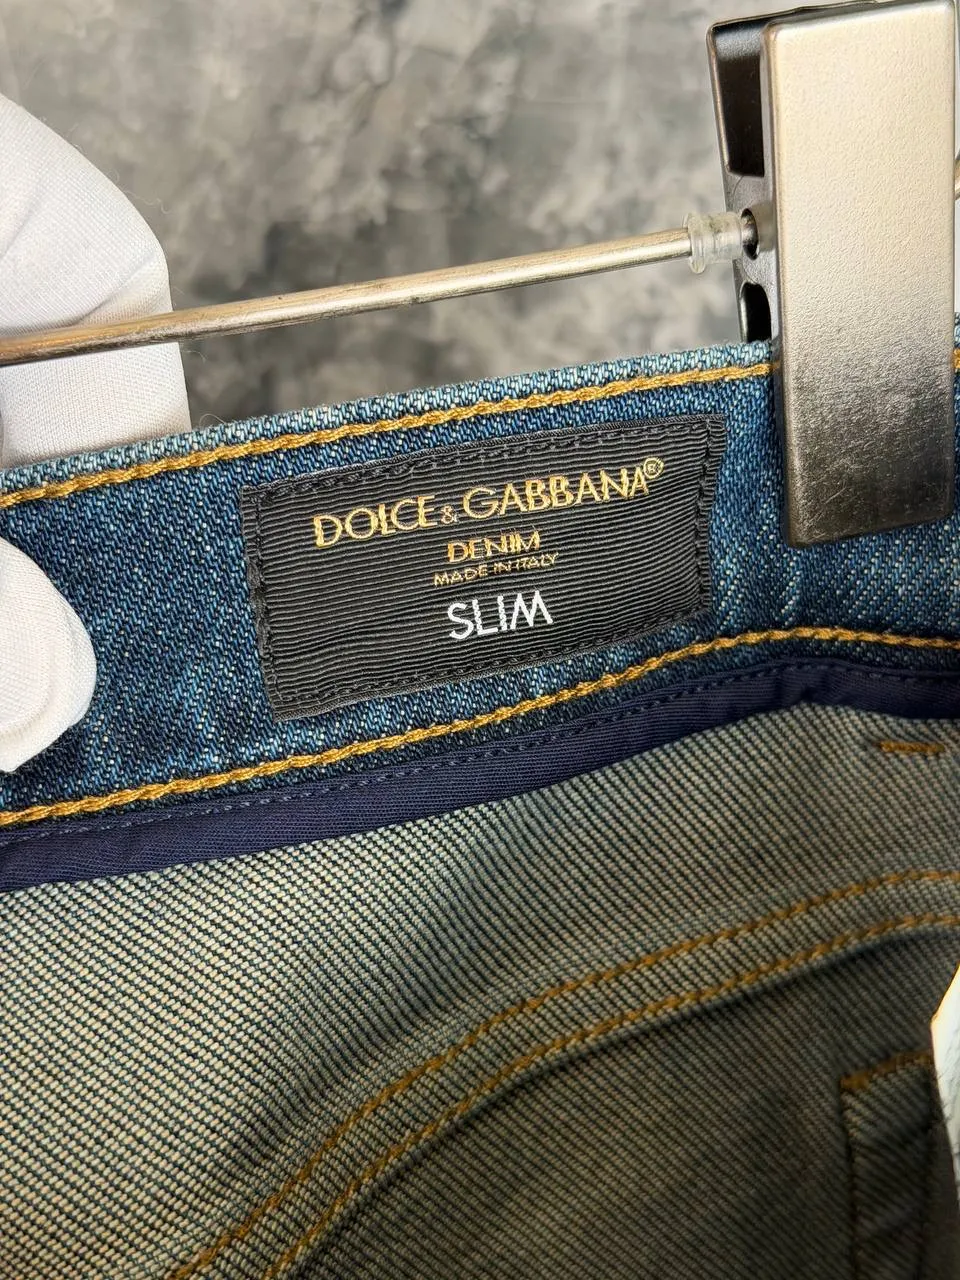 DOLCE & GABBANA®
DENIM
MADE IN ITALY
SLIM